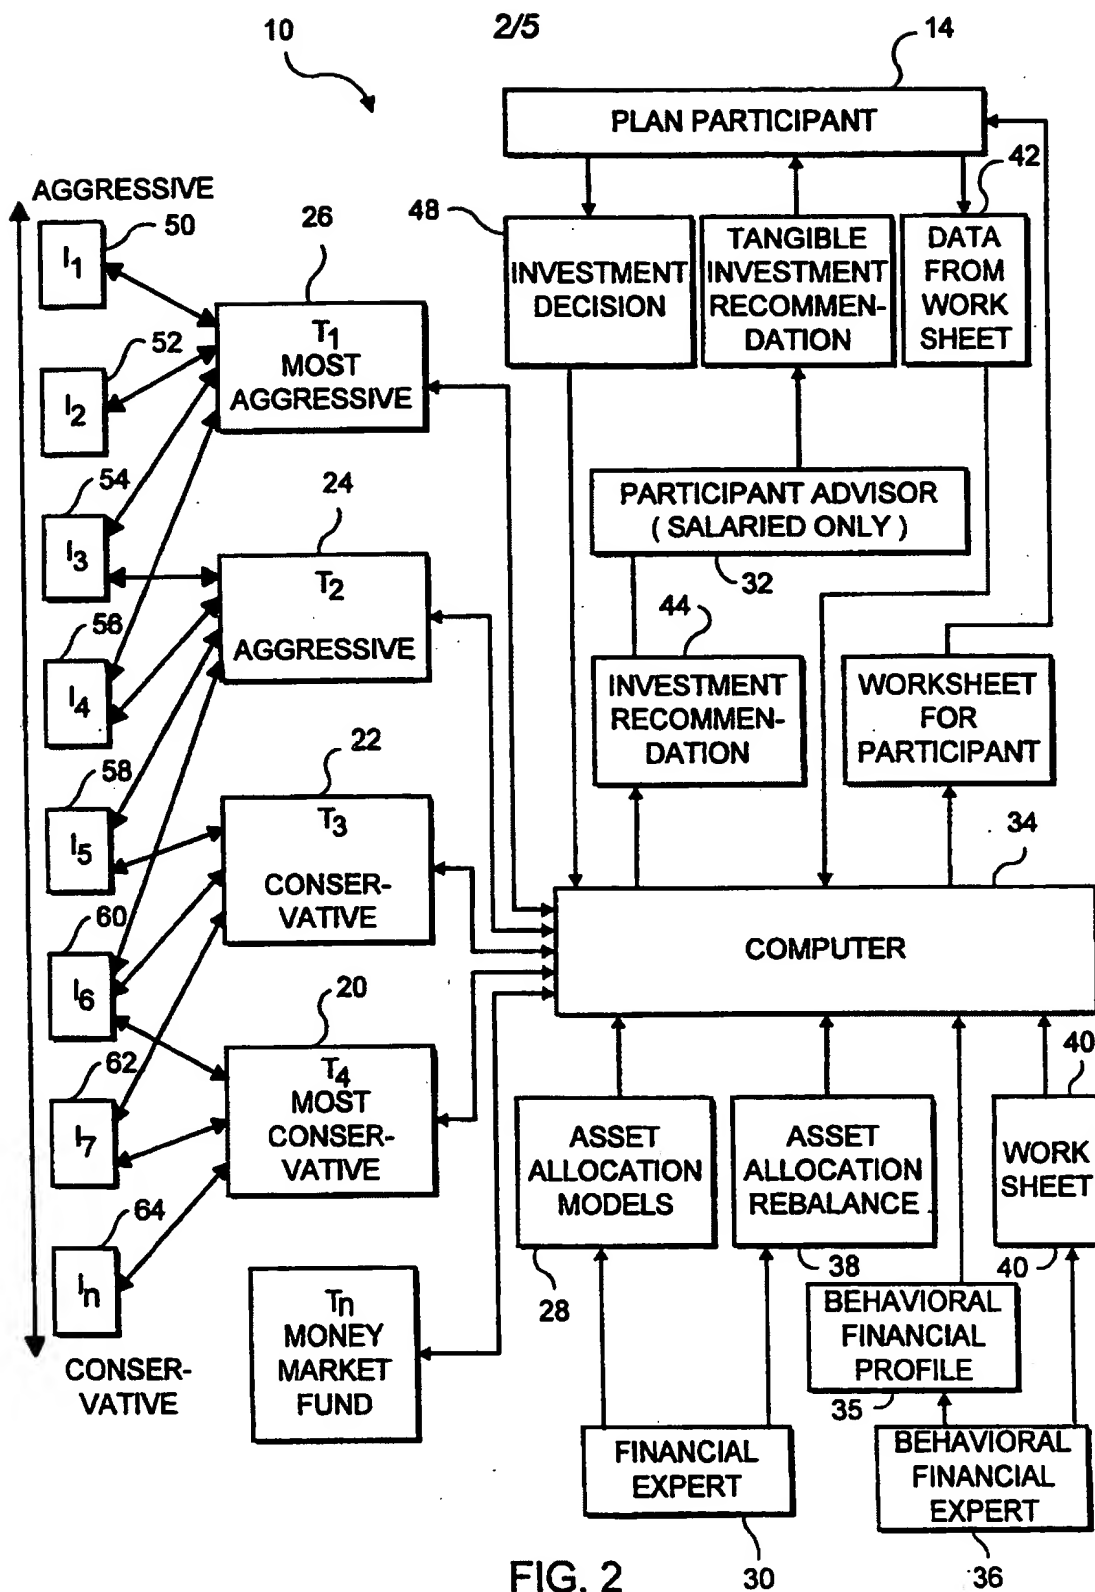 2/5
10
14
PLAN PARTICIPANT
42
AGGRESSIVE
50
26
48
I1
INVESTMENT
DECISION
TANGIBLE
INVESTMENT
RECOMMEN-
DATION
DATA
FROM
WORK
SHEET
T1
MOST
AGGRESSIVE
52
I2
54
24
PARTICIPANT ADVISOR
( SALARIED ONLY )
32
I3
T2
AGGRESSIVE
56
44
I4
INVESTMENT
RECOMMEN-
DATION
WORKSHEET
FOR
PARTICIPANT
58
22
34
I5
T3
CONSER-
VATIVE
60
COMPUTER
I6
20
62
T4
MOST
CONSER-
VATIVE
40
I7
ASSET
ALLOCATION
MODELS
ASSET
ALLOCATION
REBALANCE
WORK
SHEET
64
28
38
40
In
Tn
MONEY
MARKET
FUND
BEHAVIORAL
FINANCIAL
PROFILE
35
CONSER-
VATIVE
FINANCIAL
EXPERT
BEHAVIORAL
FINANCIAL
EXPERT
30
36
FIG. 2